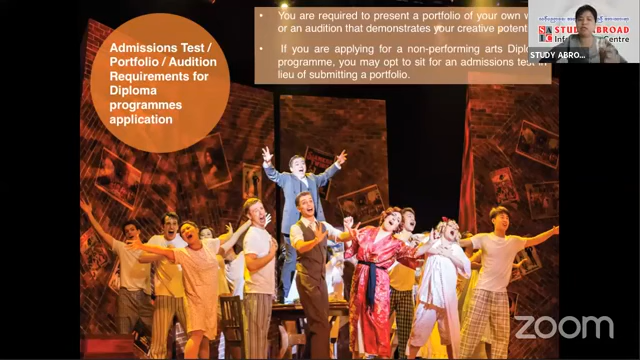 Admissions Test /
Portfolio / Audition
Requirements for
Diploma
programmes
application
• You are required to present a portfolio of your own
or an audition that demonstrates your creative
• If you are applying for a non-performing arts
programme, you may opt to sit for an admissions test in
lieu of submitting a portfolio.
STUDY ABROAD
Centre
STUDY ABRO...
zoom